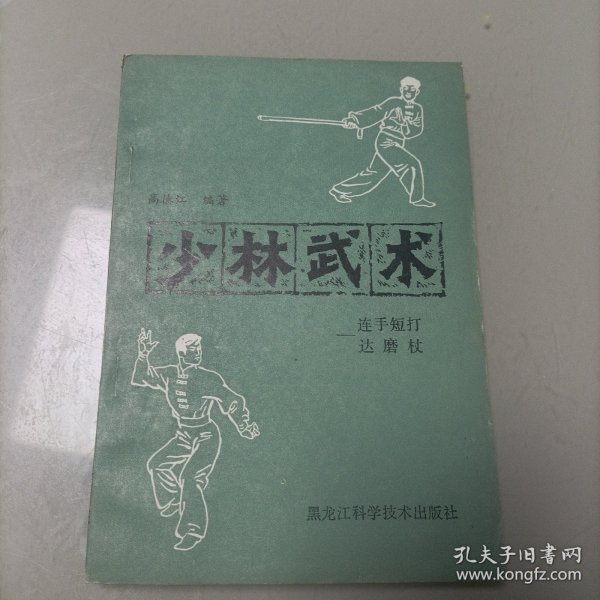 高德江 编著
少林武术
——连手短打
达磨杖
黑龙江科学技术出版社
孔夫子旧书网
www.kongfz.com